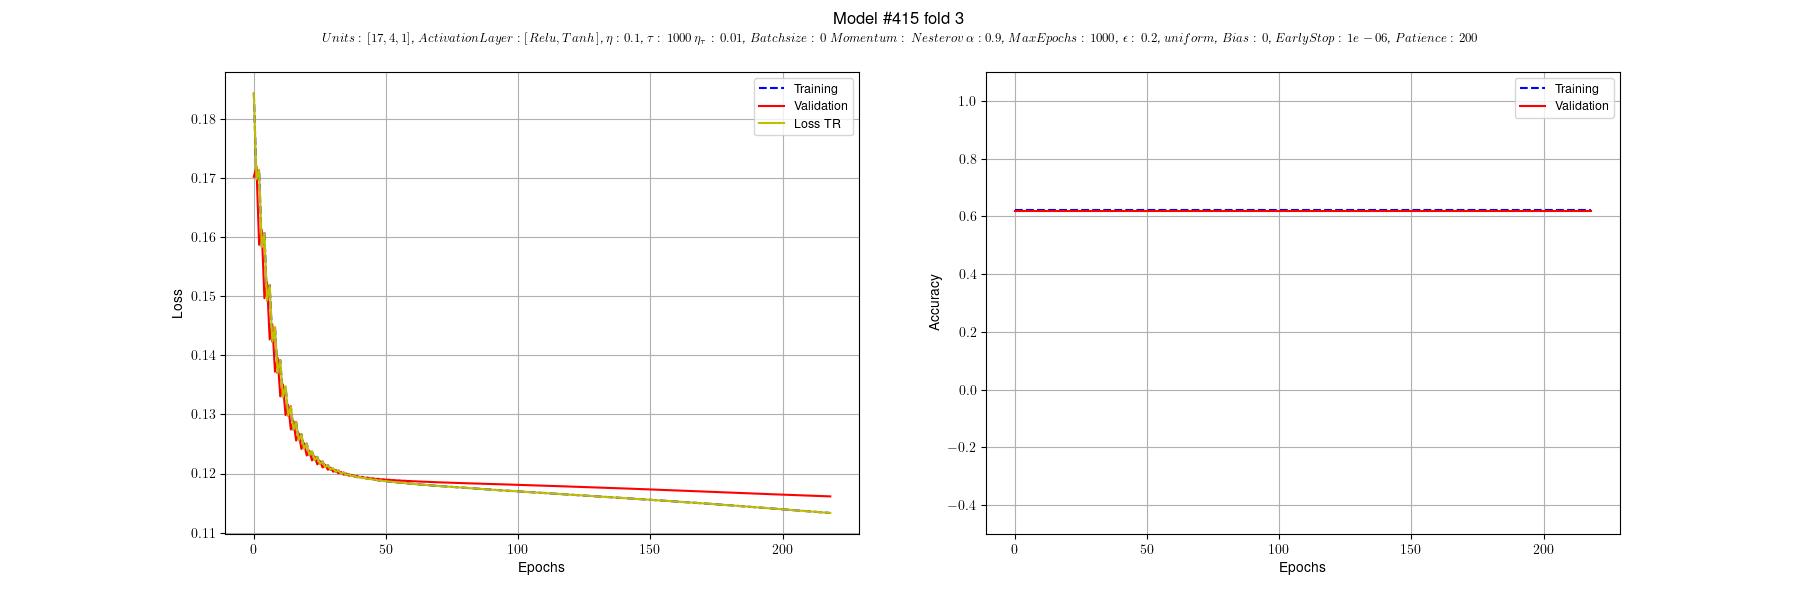 Model #415 fold 3
Units : [17, 4, 1], ActivationLayer : [Relu, Tanh], η : 0.1, τ : 1000 ητ : 0.01, Batchsize : 0 Momentum : Nesterov α : 0.9, MaxEpochs : 1000, ϵ : 0.2, uniform, Bias : 0, EarlyStop : 1e − 06, Patience : 200
Training
Validation
Loss TR
0.18
0.17
0.16
0.15
0.14
0.13
0.12
0.11
Loss
0 50 100 150 200
Epochs
Training
Validation
1.0
0.8
0.6
0.4
0.2
0.0
−0.2
−0.4
Accuracy
0 50 100 150 200
Epochs